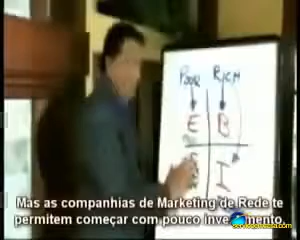 POOR RICH
E B
I
Mas as companhias de Marketing de Rede te
permitem começar com pouco investimento.